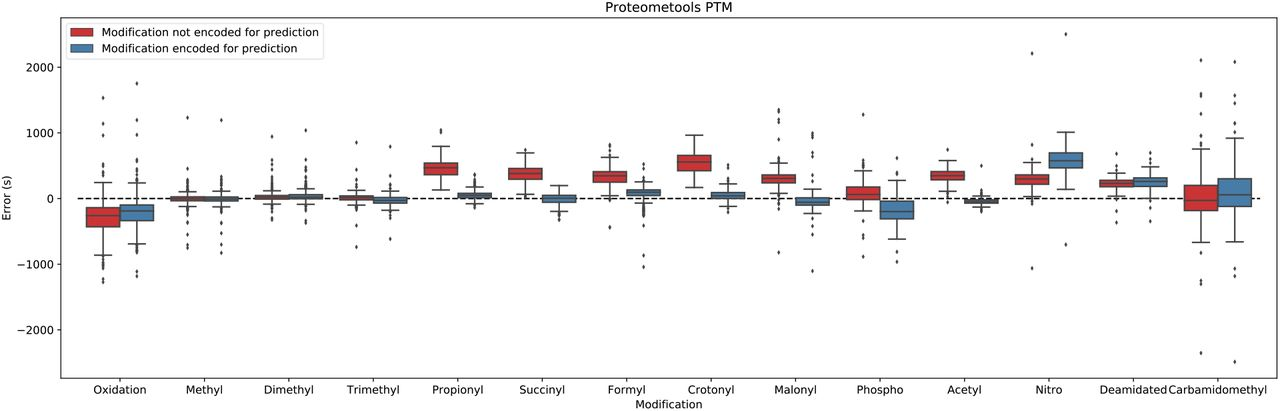 Proteometools PTM
Modification not encoded for prediction
Modification encoded for prediction
Error (s)
2000
1000
0
−1000
−2000
Oxidation Methyl Dimethyl Trimethyl Propionyl Succinyl Formyl Crotonyl Malonyl Phospho Acetyl Nitro Deamidated Carbamidomethyl
Modification